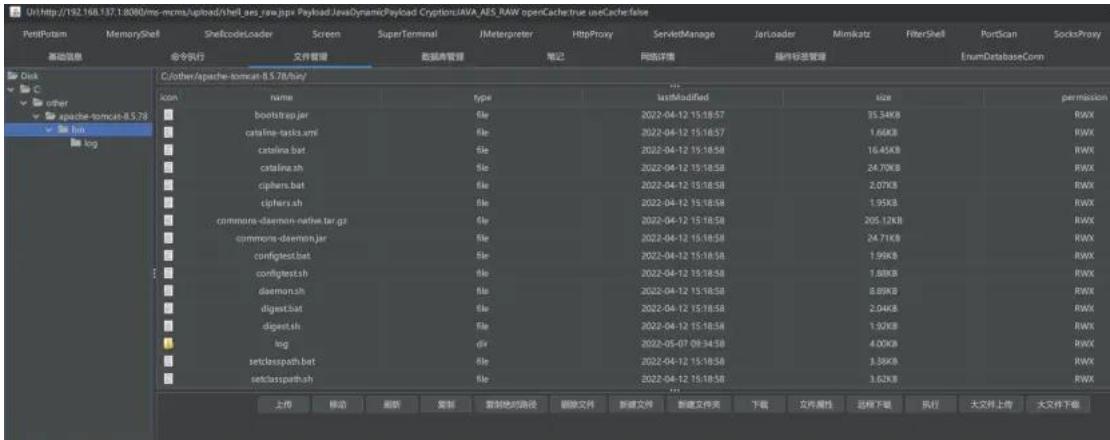 Url:http://192.168.137.1:8080/ms-mcms/upload/shell_aes_raw.jspx Payload:JavaDynamicPayload Cryption:JAVA_AES_RAW openCache:true useCache:false
PetitPotam MemoryShell ShellcodeLoader Screen SuperTerminal JMeterpreter HttpProxy ServletManage JarLoader Mimikatz FilterShell PortScan SocksProxy
基础信息 命令执行 文件管理 数据库管理 笔记 网络详情 插件标签管理 EnumDatabaseConn
Disk
C:
other
apache-tomcat-8.5.78
bin
log
C:/other/apache-tomcat-8.5.78/bin/
icon name type lastModified size permission
bootstrap.jar file 2022-04-12 15:18:57 35.34KB RWX
catalina-tasks.xml file 2022-04-12 15:18:57 1.66KB RWX
catalina.bat file 2022-04-12 15:18:58 16.45KB RWX
catalina.sh file 2022-04-12 15:18:58 24.70KB RWX
ciphers.bat file 2022-04-12 15:18:58 2.07KB RWX
ciphers.sh file 2022-04-12 15:18:58 1.95KB RWX
commons-daemon-native.tar.gz file 2022-04-12 15:18:58 205.12KB RWX
commons-daemon.jar file 2022-04-12 15:18:58 24.71KB RWX
configtest.bat file 2022-04-12 15:18:58 1.99KB RWX
configtest.sh file 2022-04-12 15:18:58 1.88KB RWX
daemon.sh file 2022-04-12 15:18:58 8.89KB RWX
digest.bat file 2022-04-12 15:18:58 2.04KB RWX
digest.sh file 2022-04-12 15:18:58 1.92KB RWX
log dir 2022-05-07 09:34:58 4.00KB RWX
setclasspath.bat file 2022-04-12 15:18:58 3.38KB RWX
setclasspath.sh file 2022-04-12 15:18:58 3.62KB RWX
上传 移动 刷新 复制 复制绝对路径 删除文件 新建文件 新建文件夹 下载 文件属性 远程下载 执行 大文件上传 大文件下载